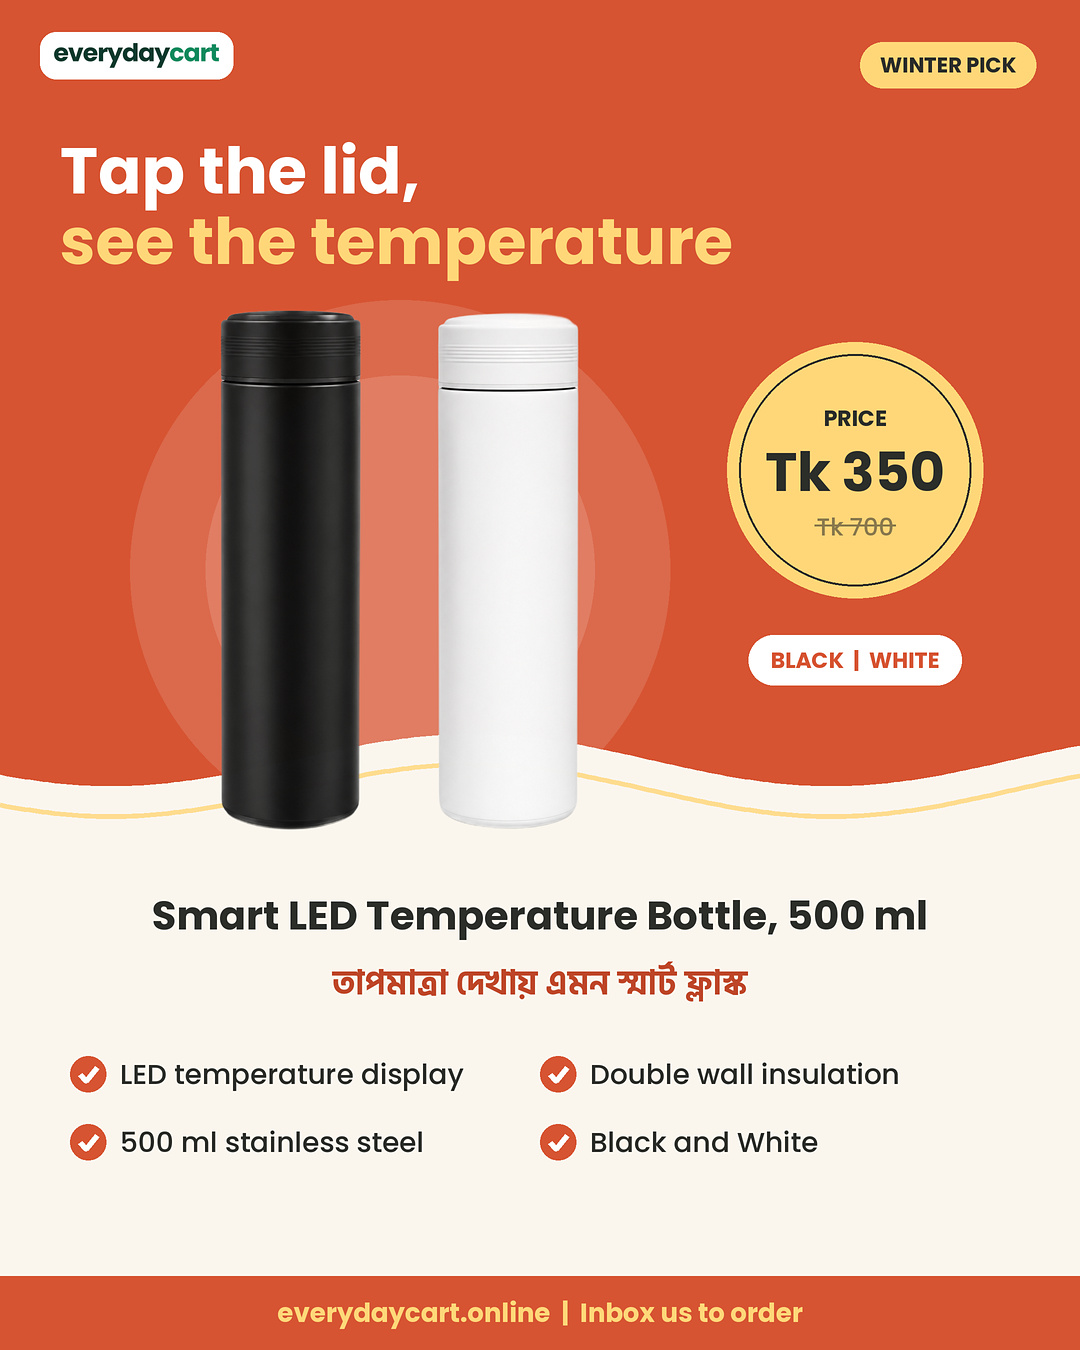 everydaycart
WINTER PICK
Tap the lid,
see the temperature
PRICE
Tk 350
Tk 700
BLACK | WHITE
Smart LED Temperature Bottle, 500 ml
তাপমাত্রা দেখায় এমন স্মার্ট ফ্লাস্ক
LED temperature display
Double wall insulation
500 ml stainless steel
Black and White
everydaycart.online | Inbox us to order